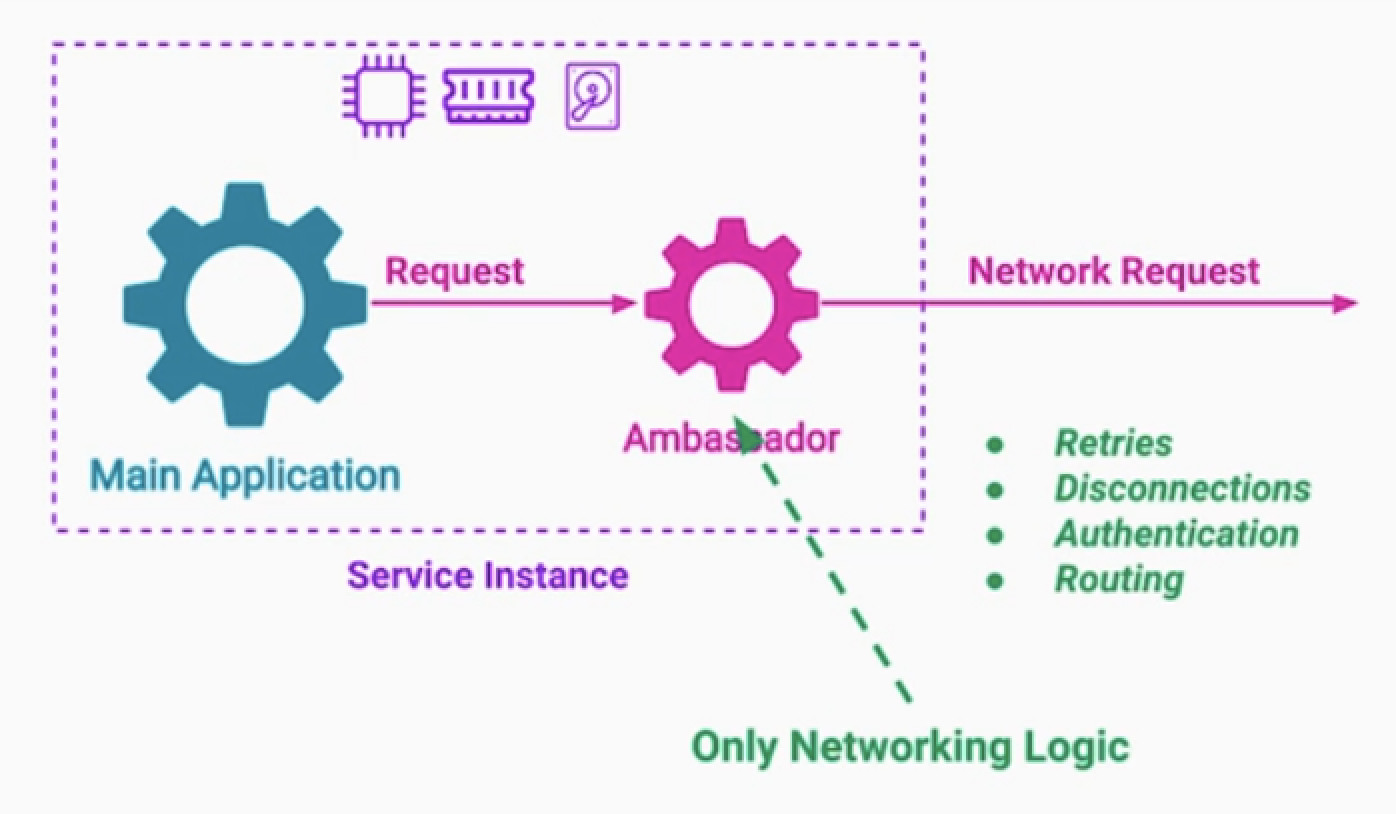 Request
Network Request
Ambassador
Main Application
Retries
Disconnections
Authentication
Routing
Service Instance
Only Networking Logic